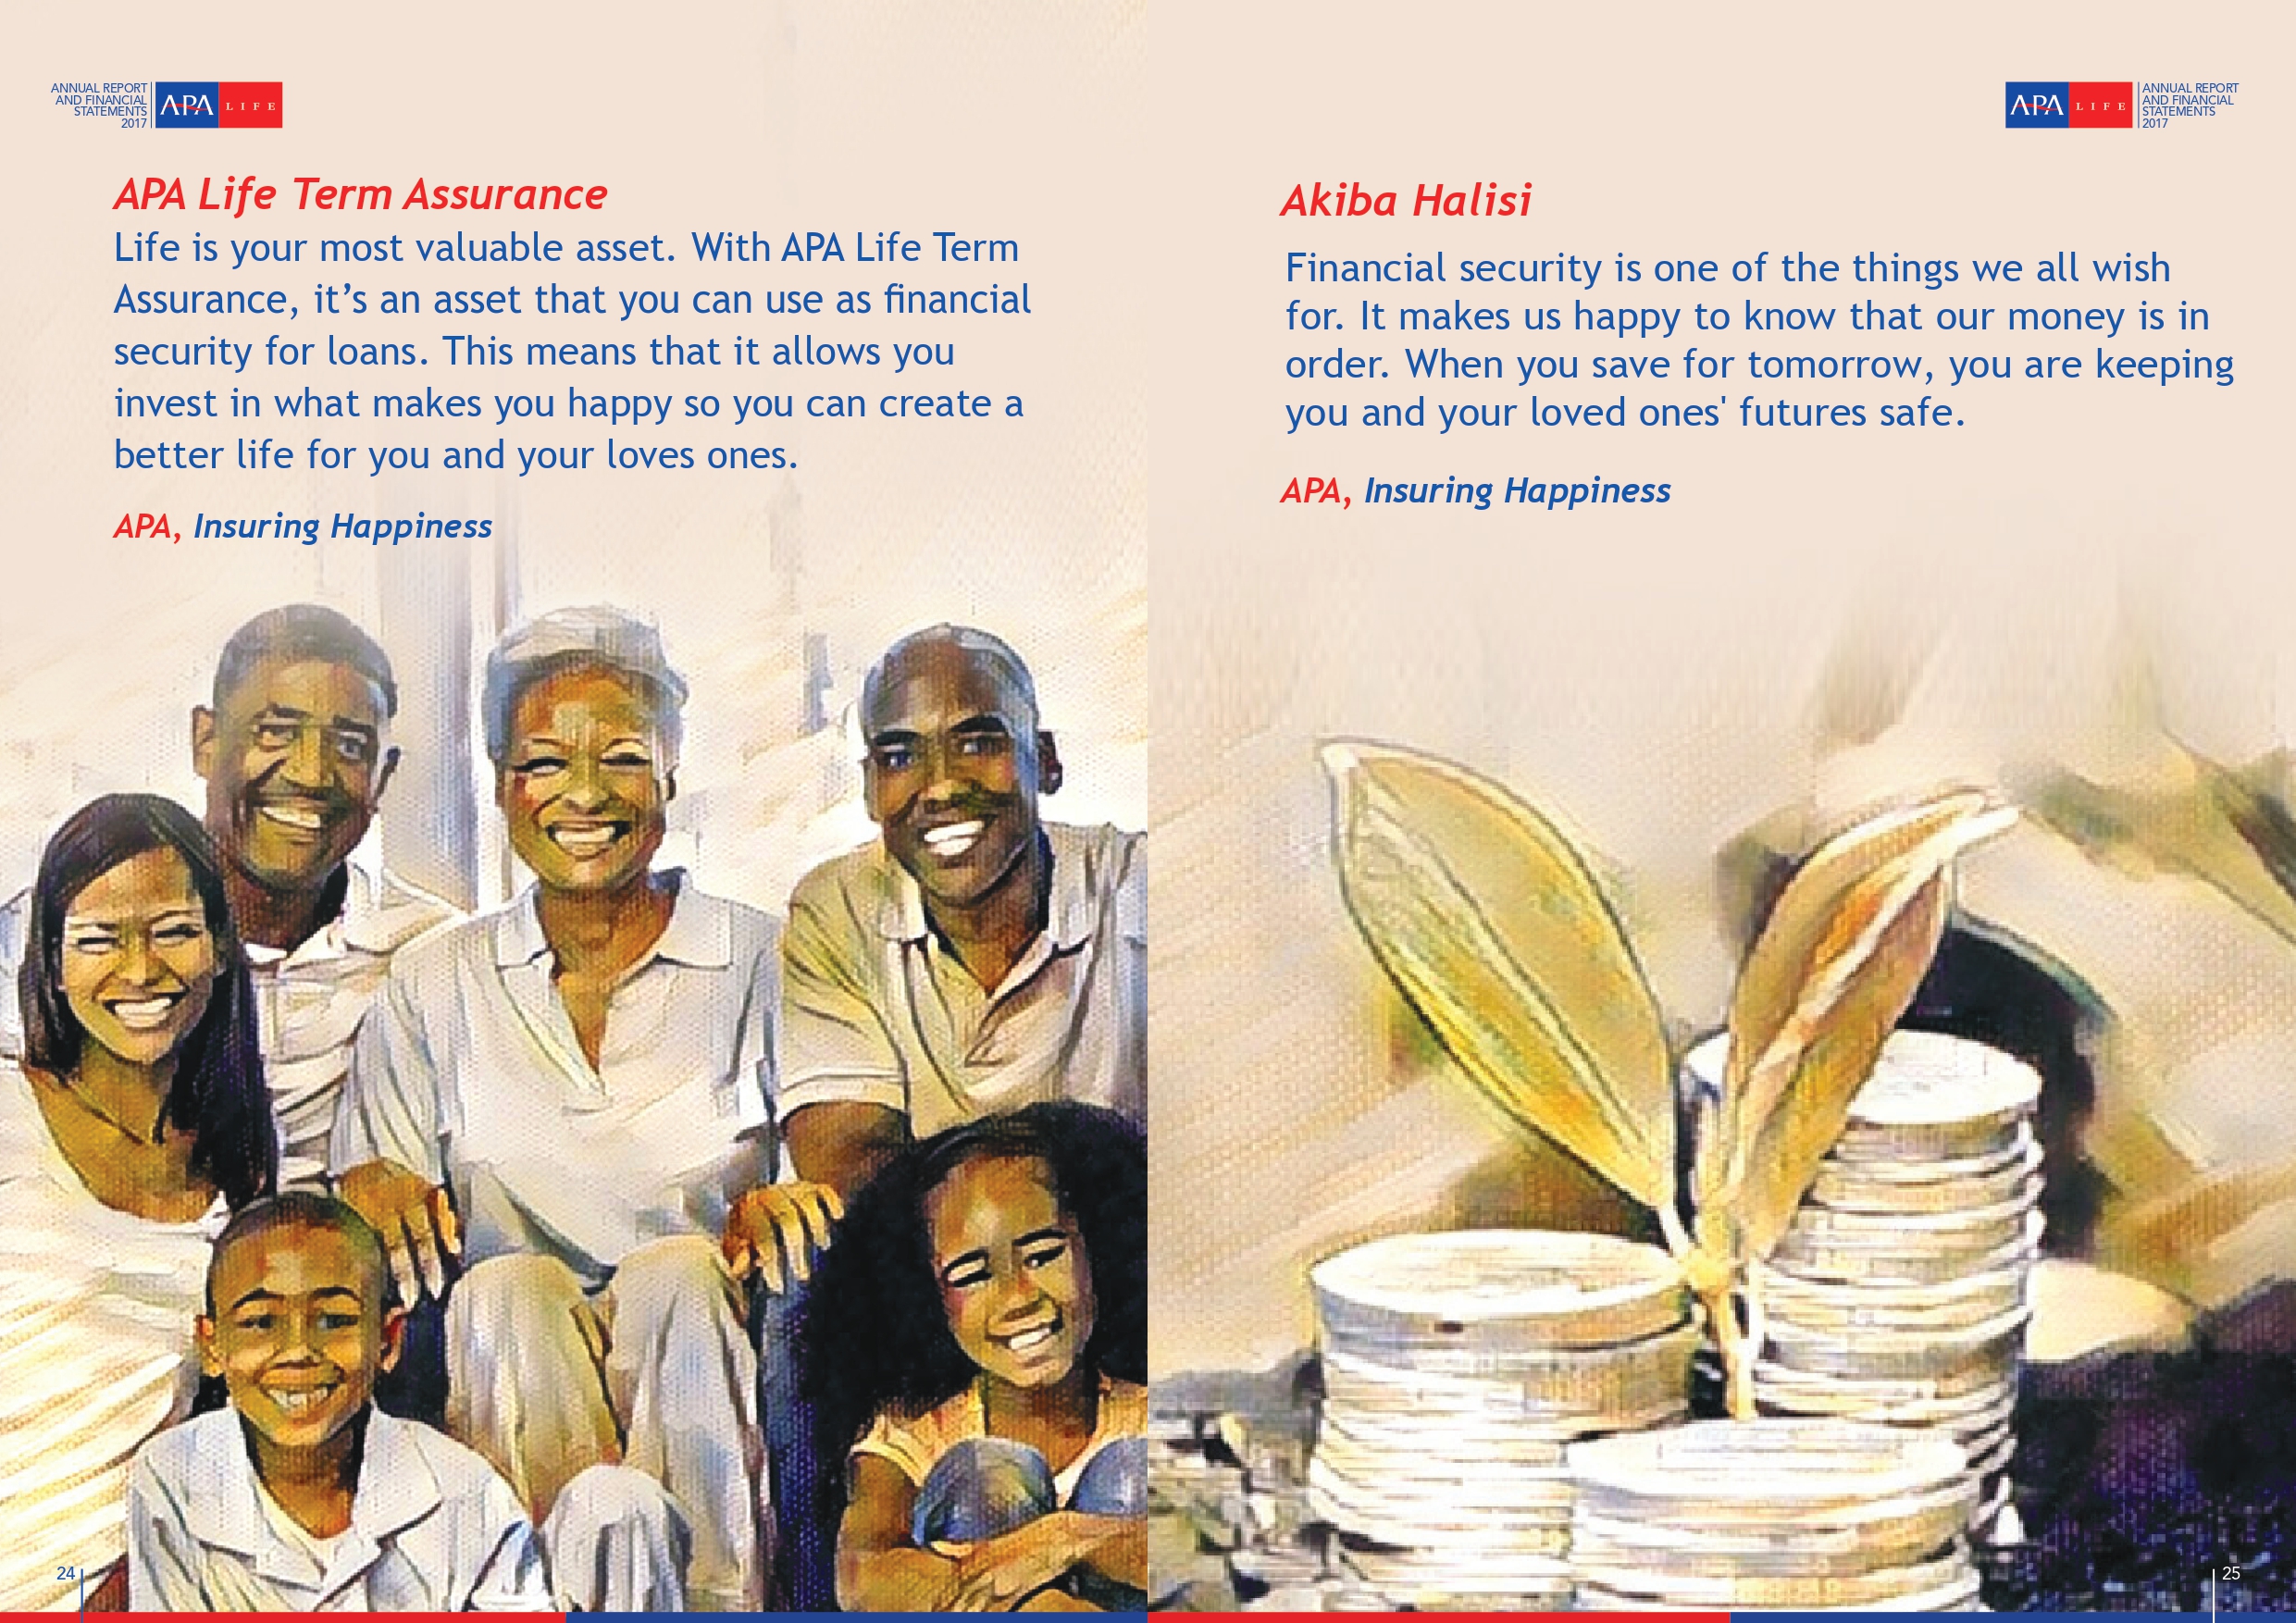 ANNUAL REPORT
AND FINANCIAL
STATEMENTS
2017
APA LIFE
APA Life Term Assurance
Life is your most valuable asset. With APA Life Term
Assurance, it’s an asset that you can use as financial
security for loans. This means that it allows you
invest in what makes you happy so you can create a
better life for you and your loves ones.
APA, Insuring Happiness
24
APA LIFE
ANNUAL REPORT
AND FINANCIAL
STATEMENTS
2017
Akiba Halisi
Financial security is one of the things we all wish
for. It makes us happy to know that our money is in
order. When you save for tomorrow, you are keeping
you and your loved ones' futures safe.
APA, Insuring Happiness
25